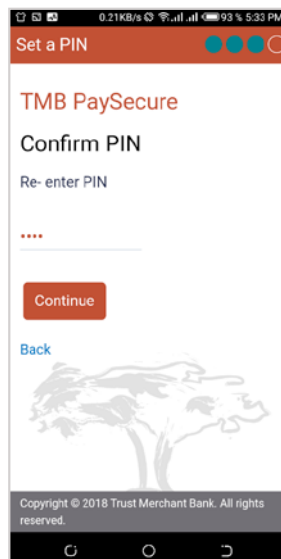 0.21KB/s 93 % 5:33 PM
Set a PIN
TMB PaySecure
Confirm PIN
Re- enter PIN
••••
Continue
Back
Copyright © 2018 Trust Merchant Bank. All rights
reserved.